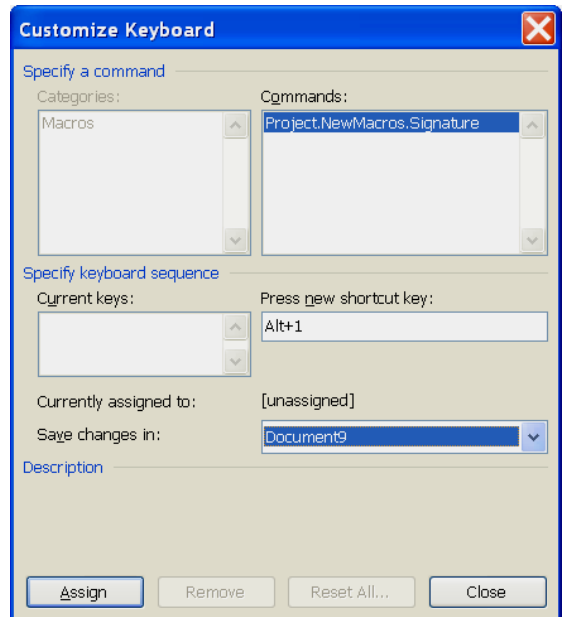 Customize Keyboard
Specify a command
Categories: Commands:
Macros Project.NewMacros.Signature
Specify keyboard sequence
Current keys: Press new shortcut key:
Alt+1
Currently assigned to: [unassigned]
Save changes in: Document9
Description
Assign Remove Reset All... Close